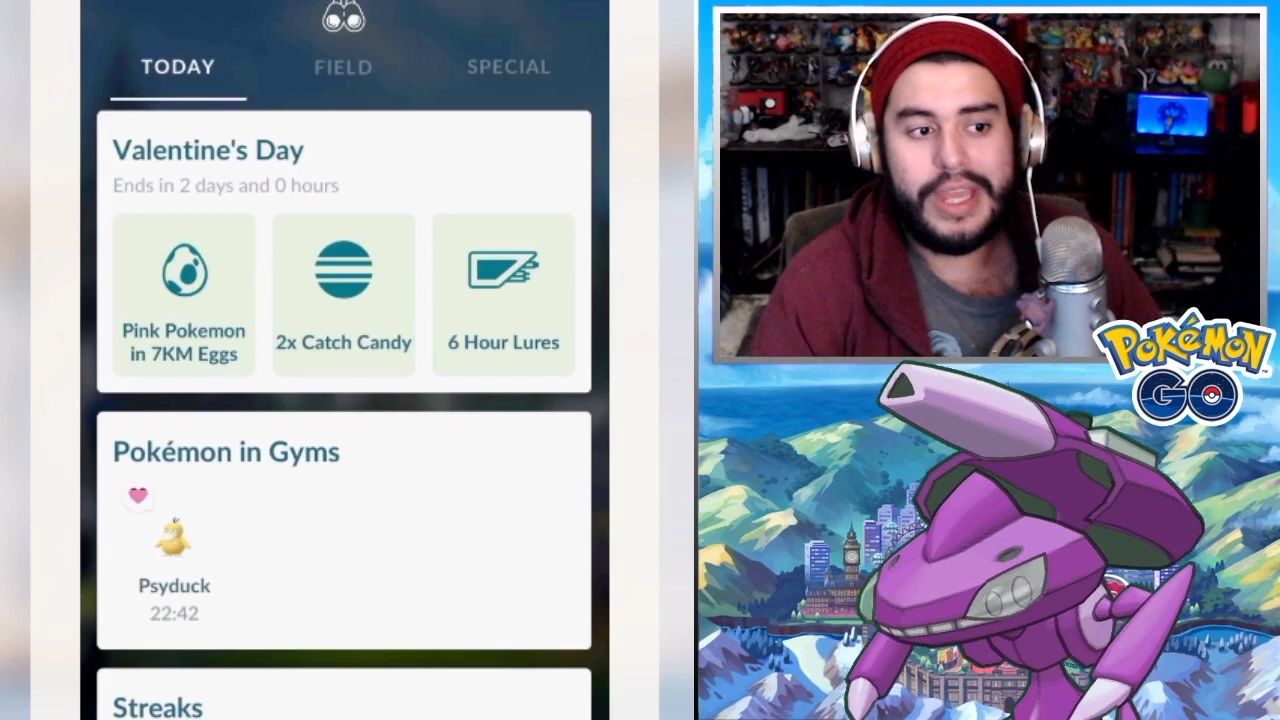 TODAY FIELD SPECIAL
Valentine's Day
Ends in 2 days and 0 hours
Pink Pokemon
in 7KM Eggs
2x Catch Candy
6 Hour Lures
Pokémon in Gyms
Psyduck
22:42
Streaks
POKéMON
GO